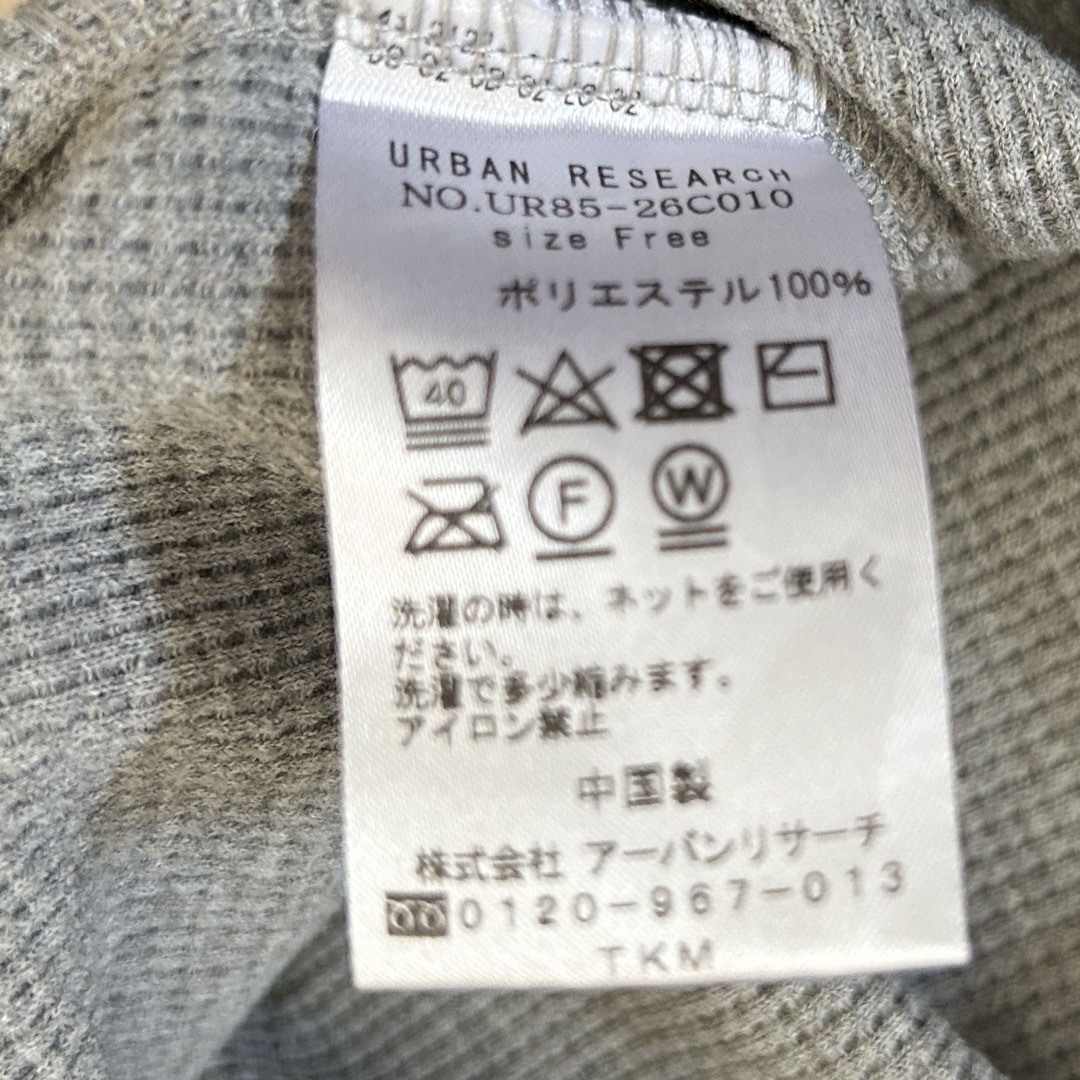 URBAN RESEARCH
NO.UR85-26C010
size Free
ポリエステル100%
40
F W
洗濯の時は、ネットをご使用く
ださい。
洗濯で多少縮みます。
アイロン禁止
中国製
株式会社 アーバンリサーチ
0120-967-013
TKM